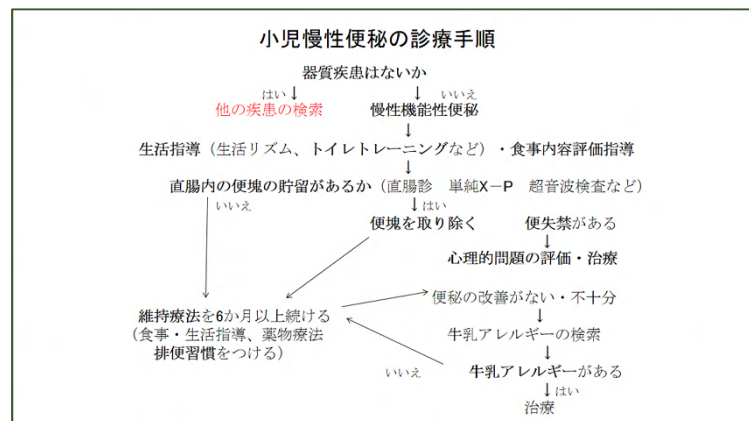 小児慢性便秘の診療手順
器質疾患はないか
はい↓ ↓いいえ
他の疾患の検索 慢性機能性便秘
↓
生活指導（生活リズム、トイレトレーニングなど）・食事内容評価指導
↓
直腸内の便塊の貯留があるか（直腸診 単純X－P 超音波検査など）
いいえ ↓はい
便塊を取り除く 便失禁がある
↓
心理的問題の評価・治療
便秘の改善がない・不十分
↓
維持療法を6か月以上続ける
（食事・生活指導、薬物療法
排便習慣をつける）
牛乳アレルギーの検索
↓
いいえ 牛乳アレルギーがある
↓はい
治療